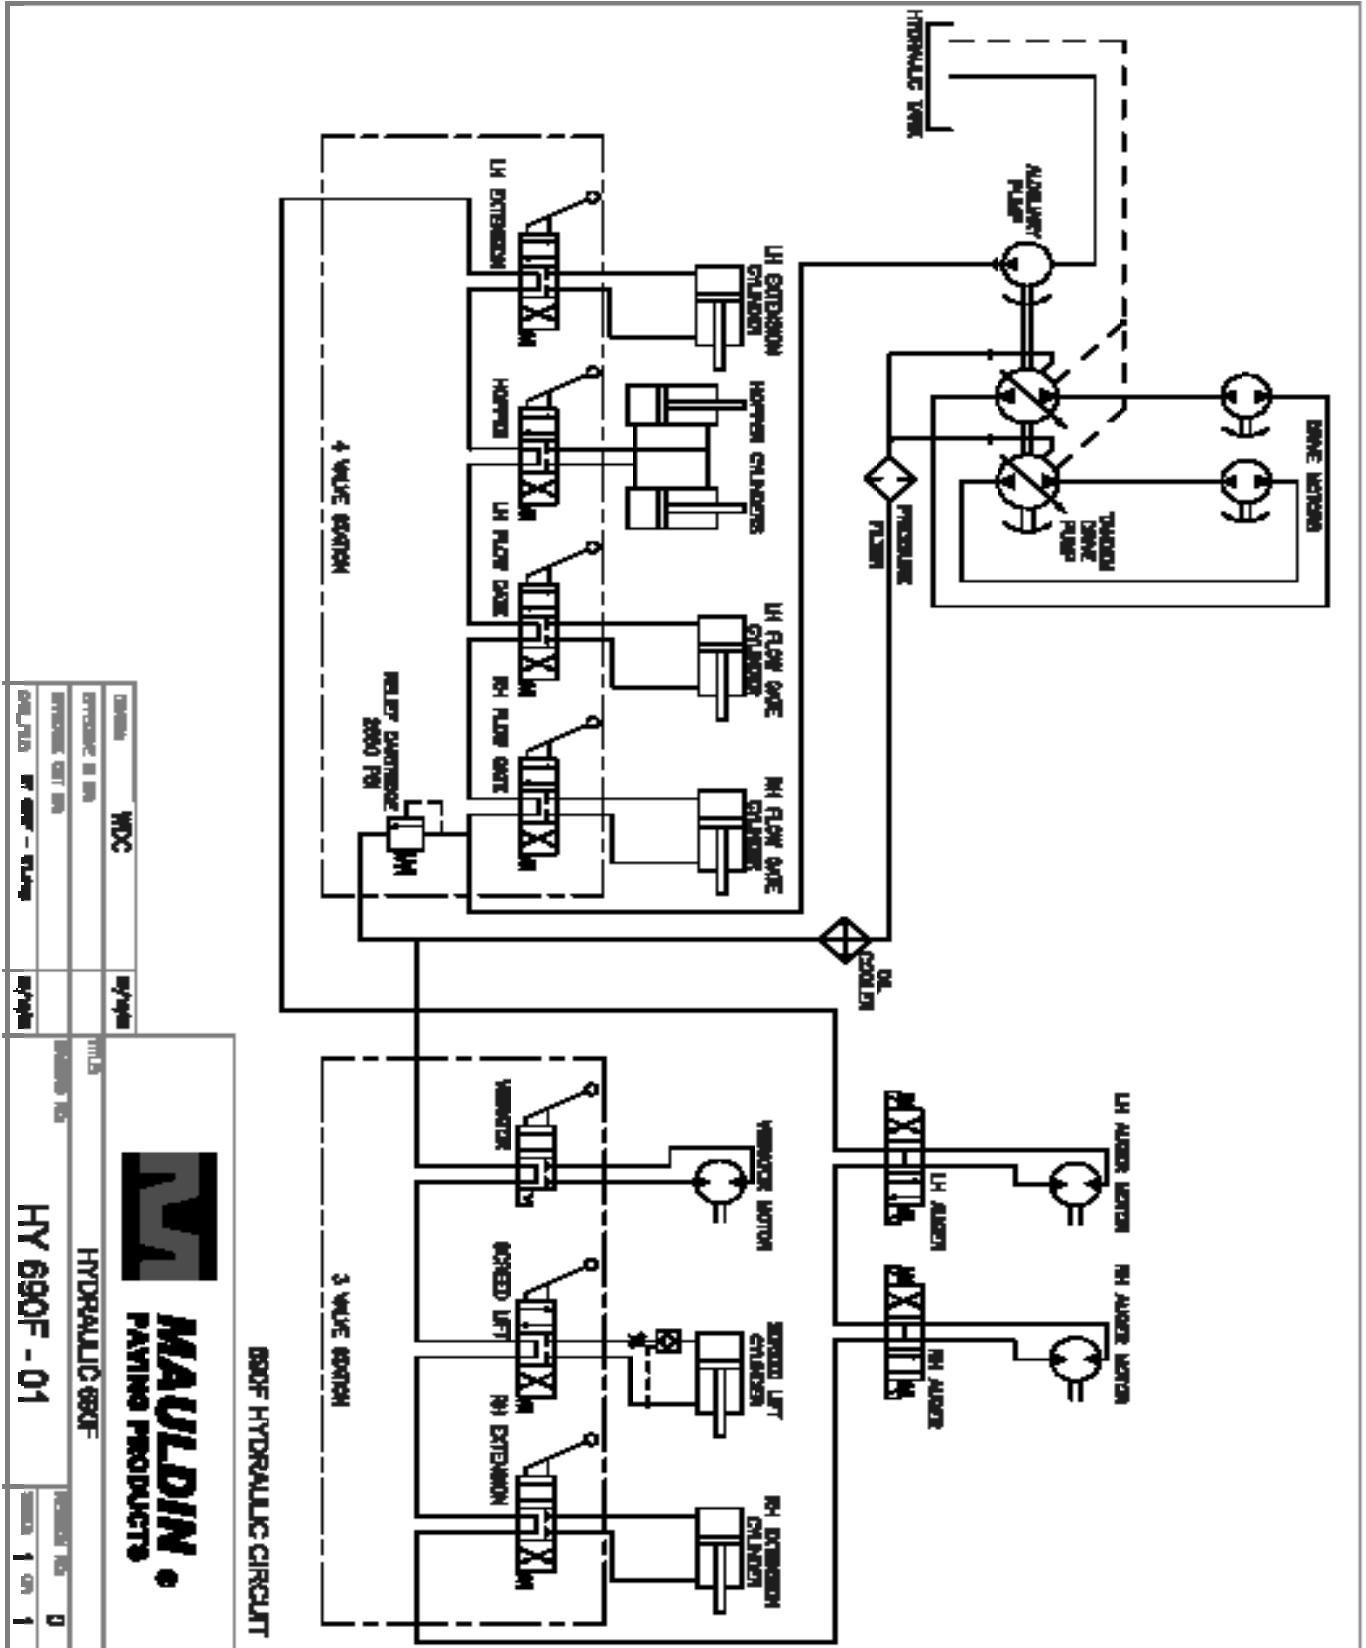 HYDRAULIC TANK
AUXILIARY
PUMP
DRIVE MOTORS
TANDEM
DRIVE
PUMP
PRESSURE
FILTER
LH EXTENSION
CYLINDER
HOPPER CYLINDERS
LH FLOW GATE
CYLINDER
RH FLOW GATE
CYLINDER
LH EXTENSION
HOPPER
LH FLOW GATE
RH FLOW GATE
4 VALVE STATION
RELIEF CARTRIDGE
PSI
OIL
COOLER
LH AUGER MOTOR
RH AUGER MOTOR
LH AUGER
RH AUGER
VIBRATOR MOTOR
SCREED LIFT
CYLINDER
RH EXTENSION
CYLINDER
VIBRATOR
SCREED LIFT
RH EXTENSION
3 VALVE STATION
690F HYDRAULIC CIRCUIT
MAULDIN ®
PAVING PRODUCTS
WDC
TITLE
HYDRAULIC 690F
HY 690F - 01
D
1 OF 1